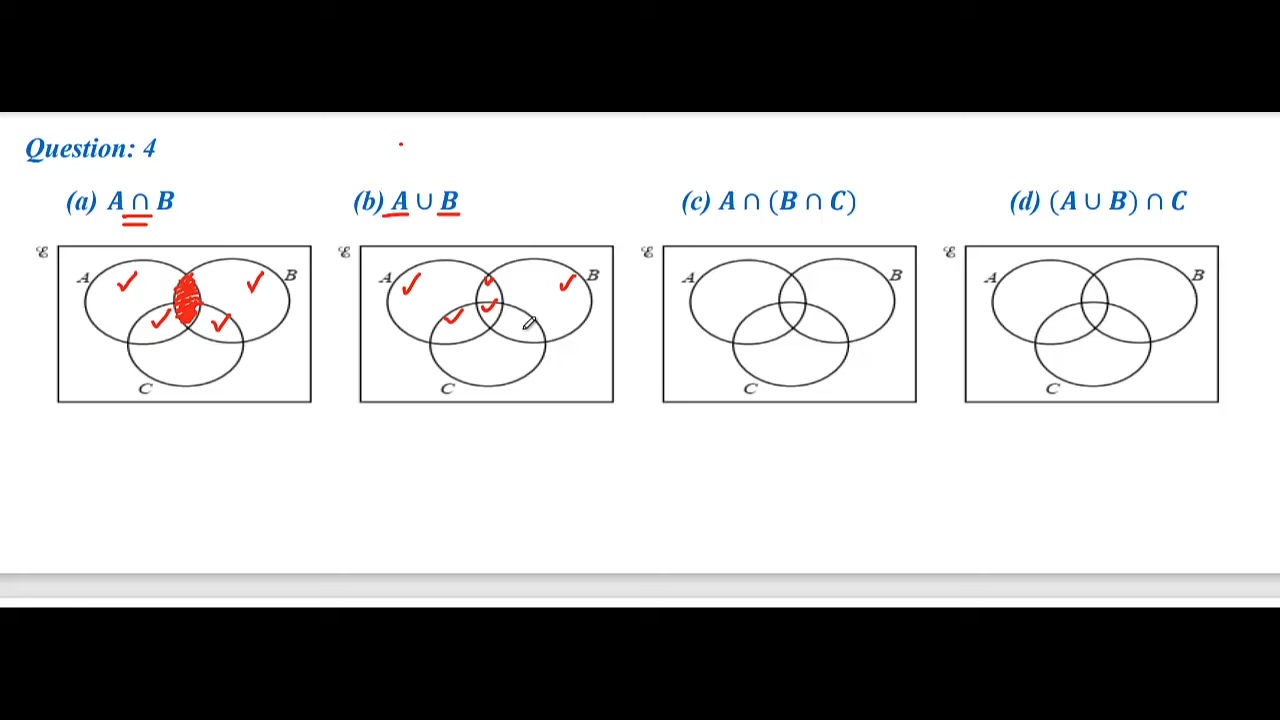 Question: 4
(a) A ∩ B
(b) A ∪ B
(c) A ∩ (B ∩ C)
(d) (A ∪ B) ∩ C
ℰ A B C
ℰ A B C
ℰ A B C
ℰ A B C